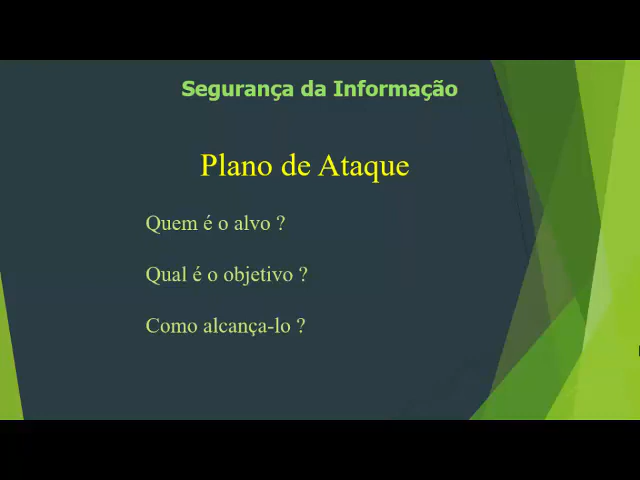 Segurança da Informação
Plano de Ataque
Quem é o alvo ?
Qual é o objetivo ?
Como alcança-lo ?